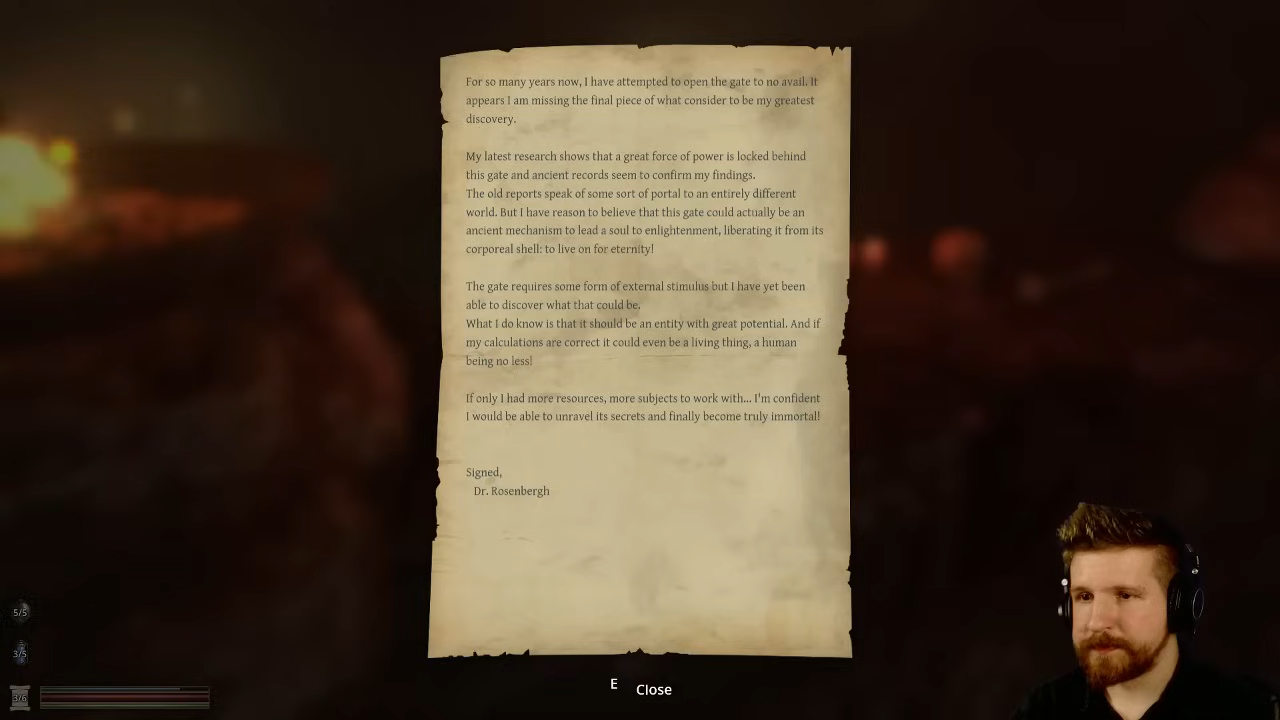 For so many years now, I have attempted to open the gate to no avail. It
appears I am missing the final piece of what consider to be my greatest
discovery.
My latest research shows that a great force of power is locked behind
this gate and ancient records seem to confirm my findings.
The old reports speak of some sort of portal to an entirely different
world. But I have reason to believe that this gate could actually be an
ancient mechanism to lead a soul to enlightenment, liberating it from its
corporeal shell: to live on for eternity!
The gate requires some form of external stimulus but I have yet been
able to discover what that could be.
What I do know is that it should be an entity with great potential. And if
my calculations are correct it could even be a living thing, a human
being no less!
If only I had more resources, more subjects to work with... I'm confident
I would be able to unravel its secrets and finally become truly immortal!
Signed,
Dr. Rosenbergh
5/5
3/5
3/6
E Close